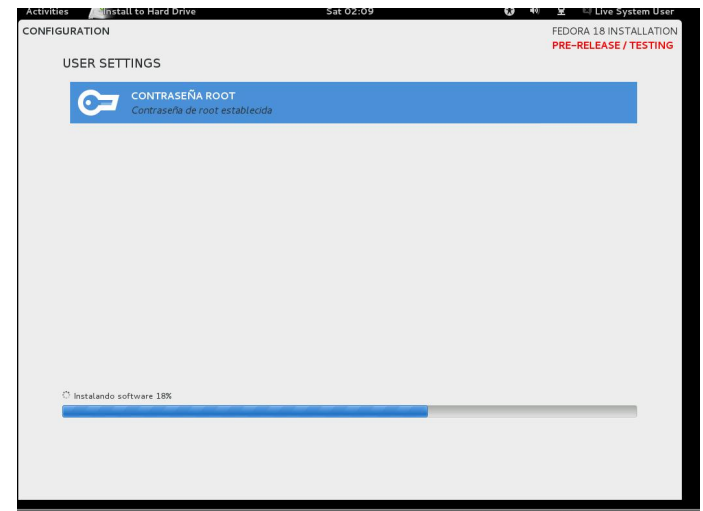 Activities Install to Hard Drive Sat 02:09 Live System User
CONFIGURATION FEDORA 18 INSTALLATION
PRE-RELEASE / TESTING
USER SETTINGS
CONTRASEÑA ROOT
Contraseña de root establecida
Instalando software 18%